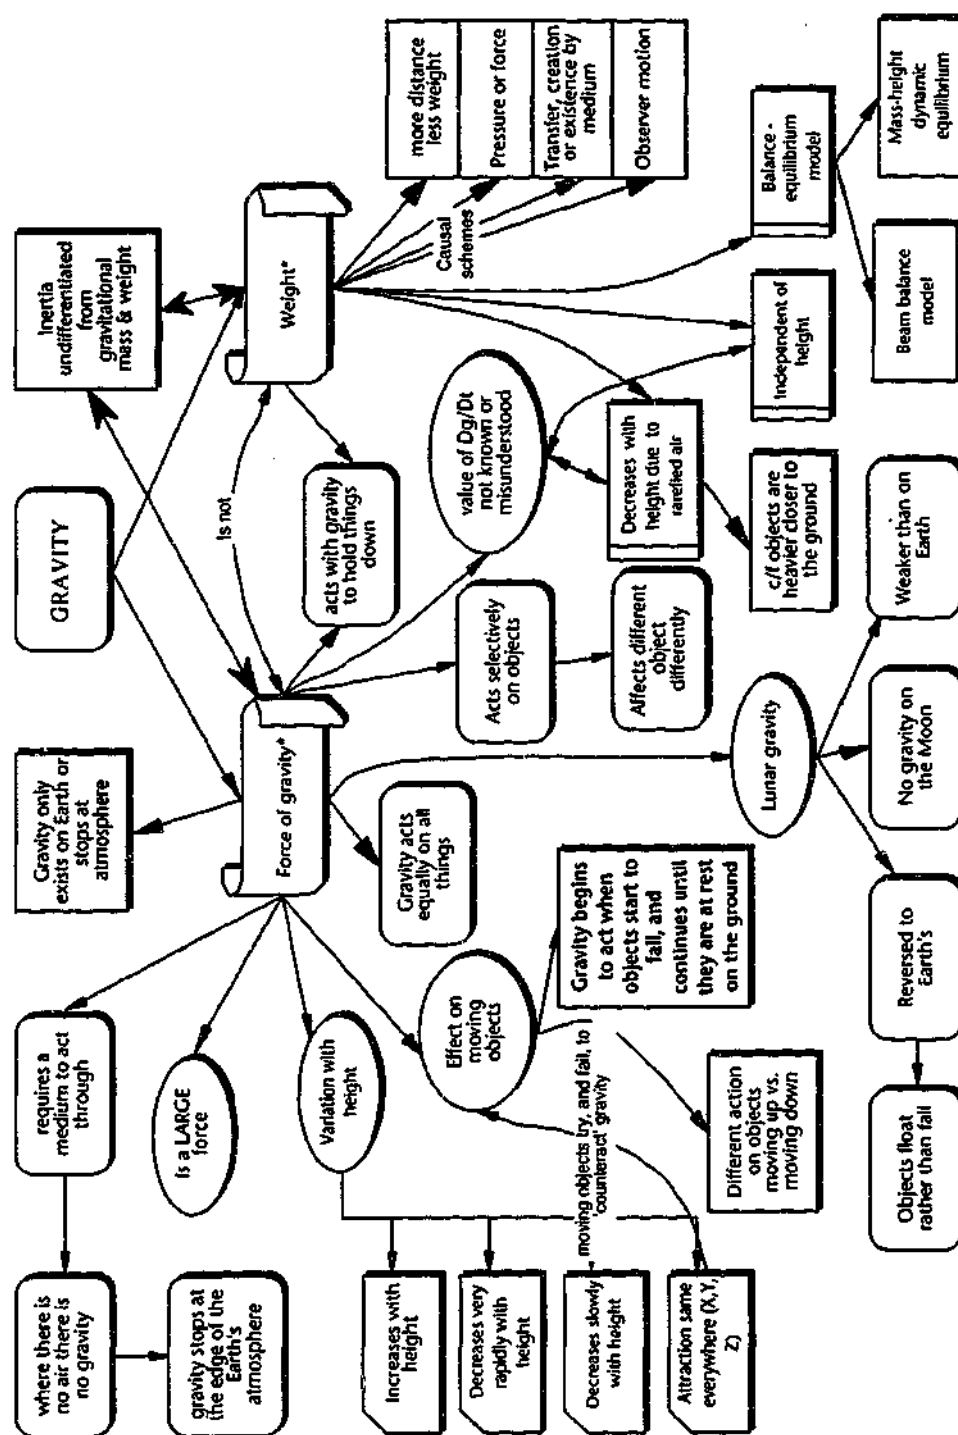 where there is
no air there is
no gravity
requires a
medium to act
through
Gravity only
exists on Earth or
stops at
atmosphere
GRAVITY
Inertia
undifferentiated
from
gravitational
mass & weight
gravity stops at
the edge of the
Earth's
atmosphere
Is a LARGE
force
Force of gravity*
Is not
Weight*
more distance
less weight
Pressure or force
Transfer, creation
or existence by
medium
Observer motion
Causal
schemes
Variation with
height
acts with gravity
to hold things
down
Increases with
height
Decreases very
rapidly with
height
Decreases slowly
with height
Attraction same
everywhere (X,Y,
Z)
Effect on
moving
objects
Gravity acts
equally on all
things
Acts selectively
on objects
value of Dg/Dt
not known or
misunderstood
moving objects try, and fail, to
'counteract' gravity
Gravity begins
to act when
objects start to
fall, and
continues until
they are at rest
on the ground
Affects different
object
differently
Decreases with
height due to
rarefied air
Independent of
height
Balance -
equilibrium
model
Different action
on objects
moving up vs.
moving down
Lunar gravity
c/f objects are
heavier closer to
the ground
Beam balance
model
Mass-height
dynamic
equilibrium
Objects float
rather than fall
Reversed to
Earth's
No gravity on
the Moon
Weaker than on
Earth